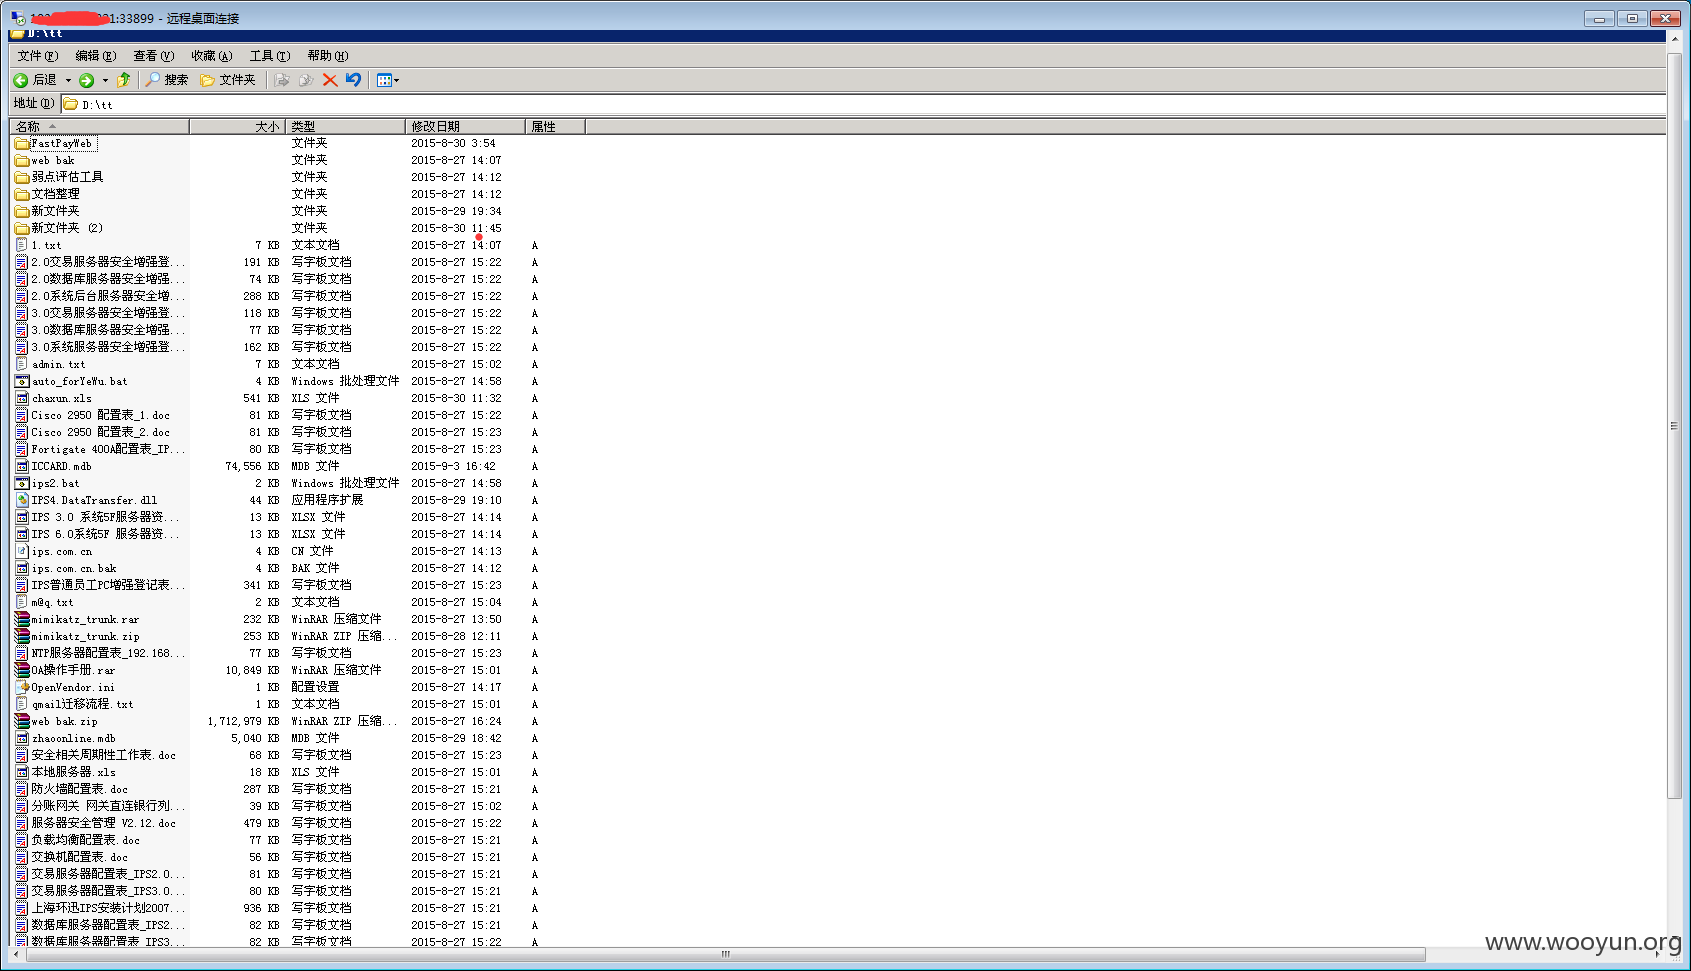 21:33899 - 远程桌面连接
D:\tt
文件(F) 编辑(E) 查看(V) 收藏(A) 工具(T) 帮助(H)
后退 搜索 文件夹
地址(D) D:\tt
名称 大小 类型 修改日期 属性
FastPayWeb 文件夹 2015-8-30 3:54
web bak 文件夹 2015-8-27 14:07
弱点评估工具 文件夹 2015-8-27 14:12
文档整理 文件夹 2015-8-27 14:12
新文件夹 文件夹 2015-8-29 19:34
新文件夹 (2) 文件夹 2015-8-30 11:45
1.txt 7 KB 文本文档 2015-8-27 14:07 A
2.0交易服务器安全增强登... 191 KB 写字板文档 2015-8-27 15:22 A
2.0数据库服务器安全增强... 74 KB 写字板文档 2015-8-27 15:22 A
2.0系统后台服务器安全增... 288 KB 写字板文档 2015-8-27 15:22 A
3.0交易服务器安全增强登... 118 KB 写字板文档 2015-8-27 15:22 A
3.0数据库服务器安全增强... 77 KB 写字板文档 2015-8-27 15:22 A
3.0系统服务器安全增强登... 162 KB 写字板文档 2015-8-27 15:22 A
admin.txt 7 KB 文本文档 2015-8-27 15:02 A
auto_forYeWu.bat 4 KB Windows 批处理文件 2015-8-27 14:58 A
chaxun.xls 541 KB XLS 文件 2015-8-30 11:32 A
Cisco 2950 配置表_1.doc 81 KB 写字板文档 2015-8-27 15:22 A
Cisco 2950 配置表_2.doc 81 KB 写字板文档 2015-8-27 15:23 A
Fortigate 400A配置表_IP... 80 KB 写字板文档 2015-8-27 15:23 A
ICCARD.mdb 74,556 KB MDB 文件 2015-9-3 16:42 A
ips2.bat 2 KB Windows 批处理文件 2015-8-27 14:58 A
IPS4.DataTransfer.dll 44 KB 应用程序扩展 2015-8-29 19:10 A
IPS 3.0 系统5F服务器资... 13 KB XLSX 文件 2015-8-27 14:14 A
IPS 6.0系统5F 服务器资... 13 KB XLSX 文件 2015-8-27 14:14 A
ips.com.cn 4 KB CN 文件 2015-8-27 14:13 A
ips.com.cn.bak 4 KB BAK 文件 2015-8-27 14:12 A
IPS普通员工PC增强登记表... 341 KB 写字板文档 2015-8-27 15:23 A
m@q.txt 2 KB 文本文档 2015-8-27 15:04 A
mimikatz_trunk.rar 232 KB WinRAR 压缩文件 2015-8-27 13:50 A
mimikatz_trunk.zip 253 KB WinRAR ZIP 压缩... 2015-8-28 12:11 A
NTP服务器配置表_192.168... 77 KB 写字板文档 2015-8-27 15:23 A
OA操作手册.rar 10,849 KB WinRAR 压缩文件 2015-8-27 15:01 A
OpenVendor.ini 1 KB 配置设置 2015-8-27 14:17 A
qmail迁移流程.txt 1 KB 文本文档 2015-8-27 15:01 A
web bak.zip 1,712,979 KB WinRAR ZIP 压缩... 2015-8-27 16:24 A
zhaoonline.mdb 5,040 KB MDB 文件 2015-8-29 18:42 A
安全相关周期性工作表.doc 68 KB 写字板文档 2015-8-27 15:23 A
本地服务器.xls 18 KB XLS 文件 2015-8-27 15:01 A
防火墙配置表.doc 287 KB 写字板文档 2015-8-27 15:21 A
分账网关 网关直连银行列... 39 KB 写字板文档 2015-8-27 15:02 A
服务器安全管理 V2.12.doc 479 KB 写字板文档 2015-8-27 15:22 A
负载均衡配置表.doc 77 KB 写字板文档 2015-8-27 15:21 A
交换机配置表.doc 56 KB 写字板文档 2015-8-27 15:21 A
交易服务器配置表_IPS2.0... 81 KB 写字板文档 2015-8-27 15:21 A
交易服务器配置表_IPS3.0... 80 KB 写字板文档 2015-8-27 15:21 A
上海环迅IPS安装计划2007... 936 KB 写字板文档 2015-8-27 15:21 A
数据库服务器配置表_IPS2... 82 KB 写字板文档 2015-8-27 15:21 A
数据库服务器配置表_IPS3... 82 KB 写字板文档 2015-8-27 15:22 A
www.wooyun.org